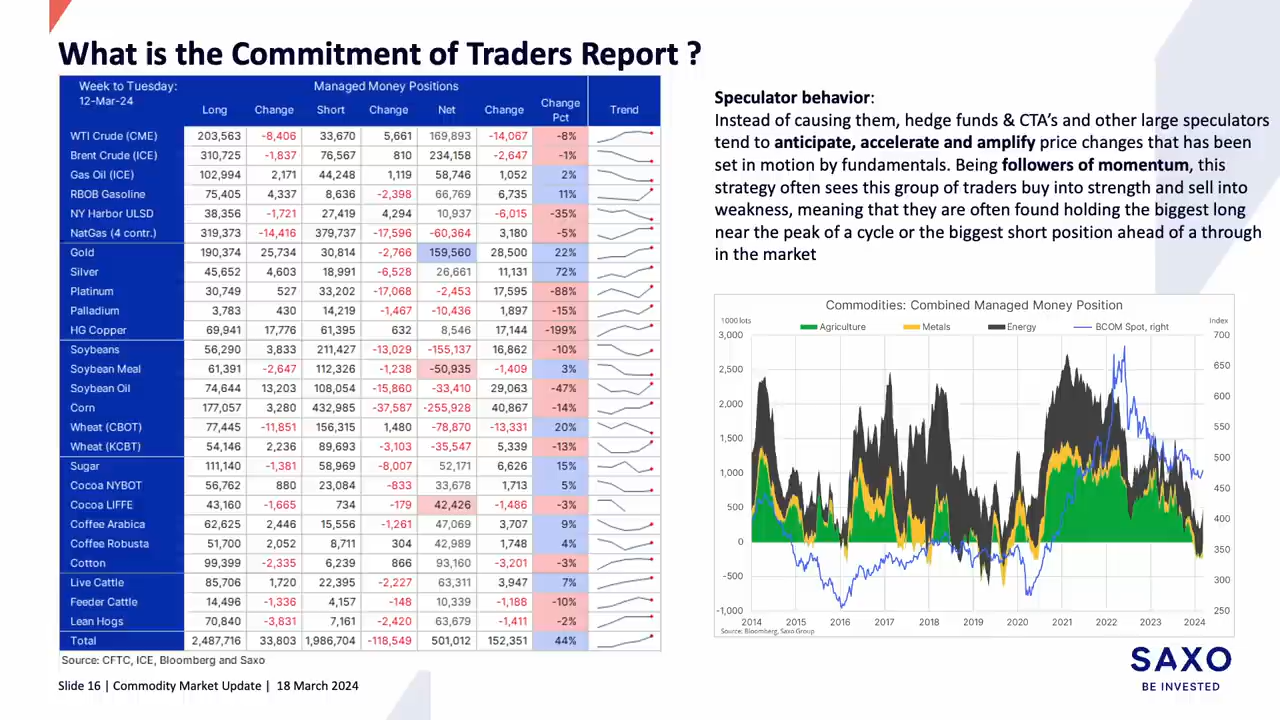 What is the Commitment of Traders Report ?
Week to Tuesday: Managed Money Positions
12-Mar-24
Long Change Short Change Net Change Change Pct Trend
WTI Crude (CME) 203,563 -8,406 33,670 5,661 169,893 -14,067 -8%
Brent Crude (ICE) 310,725 -1,837 76,567 810 234,158 -2,647 -1%
Gas Oil (ICE) 102,994 2,171 44,248 1,119 58,746 1,052 2%
RBOB Gasoline 75,405 4,337 8,636 -2,398 66,769 6,735 11%
NY Harbor ULSD 38,356 -1,721 27,419 4,294 10,937 -6,015 -35%
NatGas (4 contr.) 319,373 -14,416 379,737 -17,596 -60,364 3,180 -5%
Gold 190,374 25,734 30,814 -2,766 159,560 28,500 22%
Silver 45,652 4,603 18,991 -6,528 26,661 11,131 72%
Platinum 30,749 527 33,202 -17,068 -2,453 17,595 -88%
Palladium 3,783 430 14,219 -1,467 -10,436 1,897 -15%
HG Copper 69,941 17,776 61,395 632 8,546 17,144 -199%
Soybeans 56,290 3,833 211,427 -13,029 -155,137 16,862 -10%
Soybean Meal 61,391 -2,647 112,326 -1,238 -50,935 -1,409 3%
Soybean Oil 74,644 13,203 108,054 -15,860 -33,410 29,063 -47%
Corn 177,057 3,280 432,985 -37,587 -255,928 40,867 -14%
Wheat (CBOT) 77,445 -11,851 156,315 1,480 -78,870 -13,331 20%
Wheat (KCBT) 54,146 2,236 89,693 -3,103 -35,547 5,339 -13%
Sugar 111,140 -1,381 58,969 -8,007 52,171 6,626 15%
Cocoa NYBOT 56,762 880 23,084 -833 33,678 1,713 5%
Cocoa LIFFE 43,160 -1,665 734 -179 42,426 -1,486 -3%
Coffee Arabica 62,625 2,446 15,556 -1,261 47,069 3,707 9%
Coffee Robusta 51,700 2,052 8,711 304 42,989 1,748 4%
Cotton 99,399 -2,335 6,239 866 93,160 -3,201 -3%
Live Cattle 85,706 1,720 22,395 -2,227 63,311 3,947 7%
Feeder Cattle 14,496 -1,336 4,157 -148 10,339 -1,188 -10%
Lean Hogs 70,840 -3,831 7,161 -2,420 63,679 -1,411 -2%
Total 2,487,716 33,803 1,986,704 -118,549 501,012 152,351 44%
Source: CFTC, ICE, Bloomberg and Saxo
Speculator behavior:
Instead of causing them, hedge funds & CTA's and other large speculators
tend to anticipate, accelerate and amplify price changes that has been
set in motion by fundamentals. Being followers of momentum, this
strategy often sees this group of traders buy into strength and sell into
weakness, meaning that they are often found holding the biggest long
near the peak of a cycle or the biggest short position ahead of a through
in the market
Commodities: Combined Managed Money Position
1000 lots Index
Agriculture Metals Energy BCOM Spot, right
3,000 700
2,500 650
2,000 600
1,500 550
1,000 500
500 450
0 400
-500 350
-1,000 300
250
2014 2015 2016 2017 2018 2019 2020 2021 2022 2023 2024
Source: Bloomberg, Saxo Group
SAXO
BE INVESTED
Slide 16 | Commodity Market Update | 18 March 2024